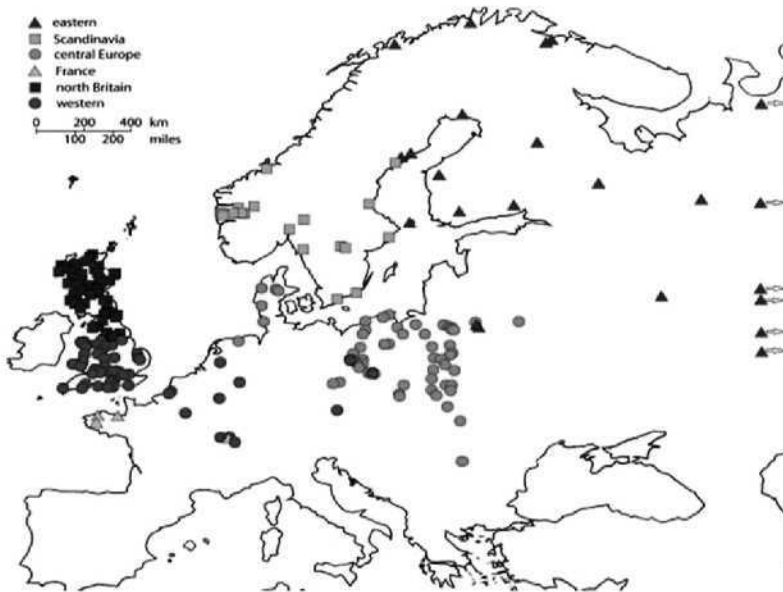 eastern
Scandinavia
central Europe
France
north Britain
western
0 200 400 km
100 200 miles